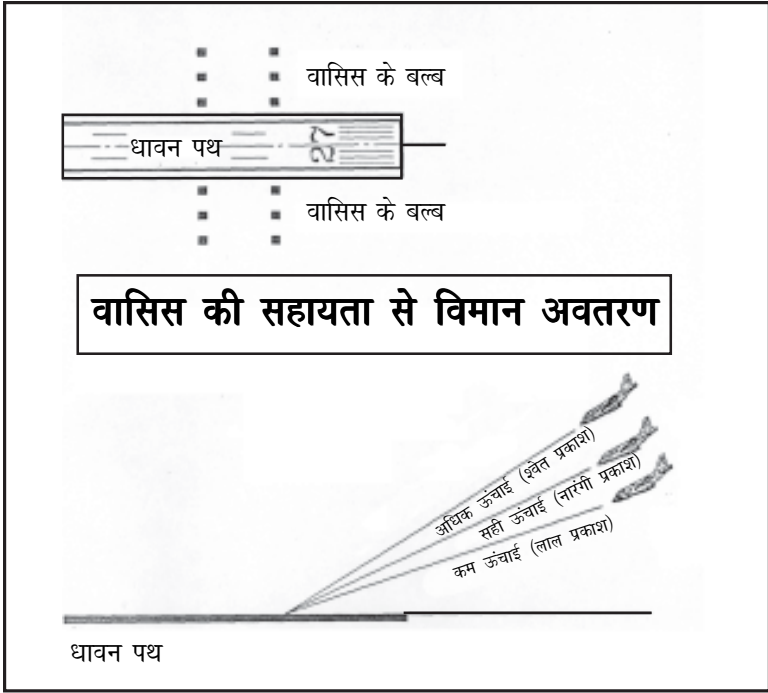 वासिस के बल्ब
धावन पथ
27
वासिस के बल्ब
वासिस की सहायता से विमान अवतरण
अधिक ऊंचाई (श्वेत प्रकाश)
सही ऊंचाई (नारंगी प्रकाश)
कम ऊंचाई (लाल प्रकाश)
धावन पथ